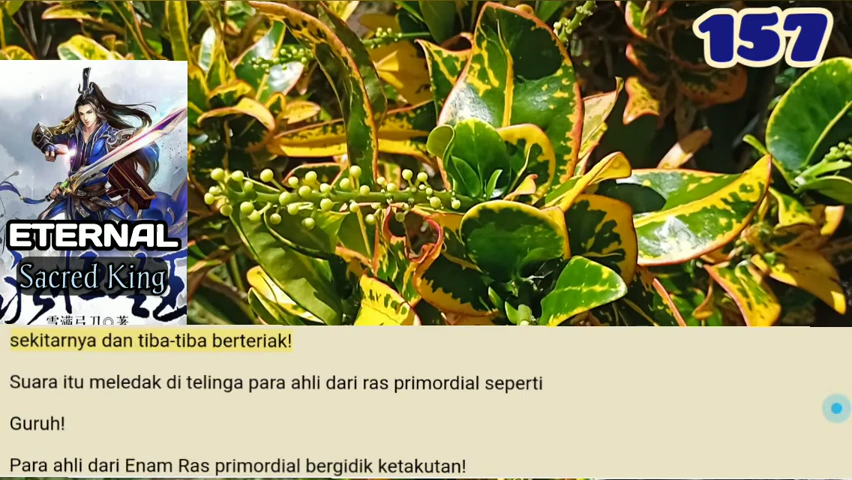 157
ETERNAL
Sacred King
sekitarnya dan tiba-tiba berteriak!
Suara itu meledak di telinga para ahli dari ras primordial seperti
Guruh!
Para ahli dari Enam Ras primordial bergidik ketakutan!